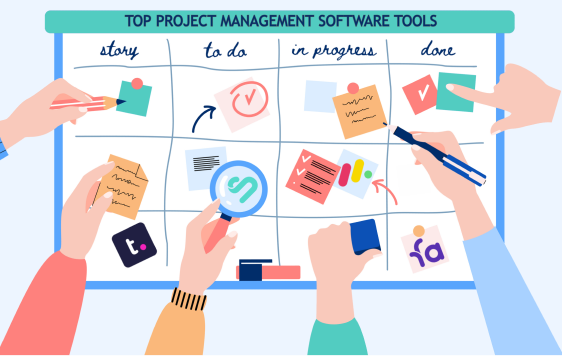 TOP PROJECT MANAGEMENT SOFTWARE TOOLS
story to do in progress done
t.